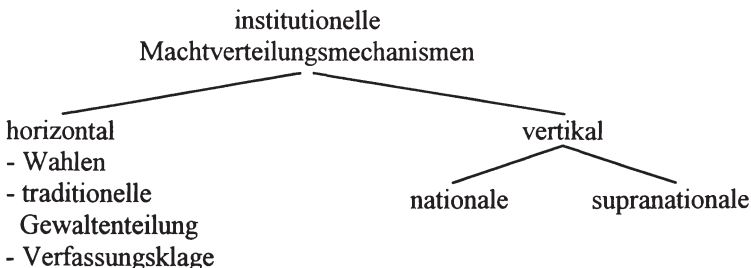 institutionelle
Machtverteilungsmechanismen
horizontal
- Wahlen
- traditionelle
Gewaltenteilung
- Verfassungsklage
vertikal
nationale
supranationale